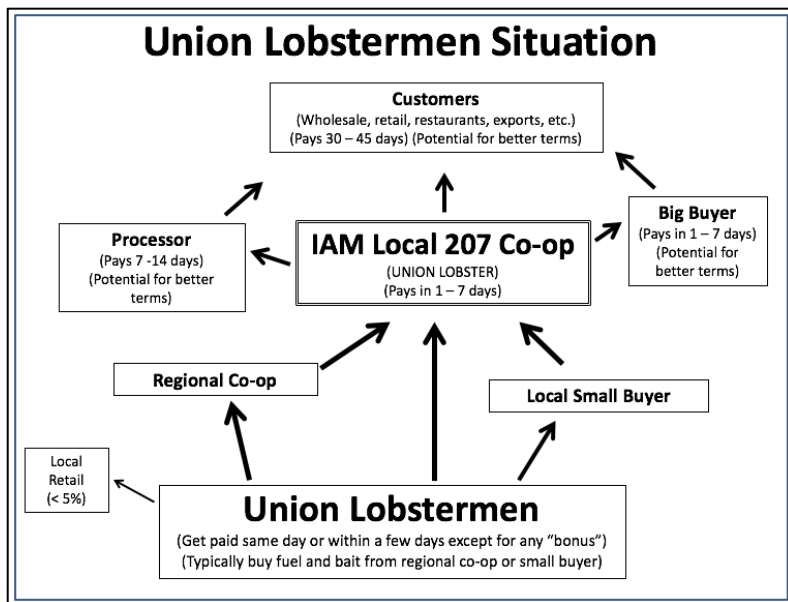 Union Lobstermen Situation
Customers
(Wholesale, retail, restaurants, exports, etc.)
(Pays 30 – 45 days) (Potential for better terms)
Processor
(Pays 7 -14 days)
(Potential for better
terms)
IAM Local 207 Co-op
(UNION LOBSTER)
(Pays in 1 – 7 days)
Big Buyer
(Pays in 1 – 7 days)
(Potential for
better terms)
Regional Co-op
Local Small Buyer
Local
Retail
(< 5%)
Union Lobstermen
(Get paid same day or within a few days except for any “bonus”)
(Typically buy fuel and bait from regional co-op or small buyer)